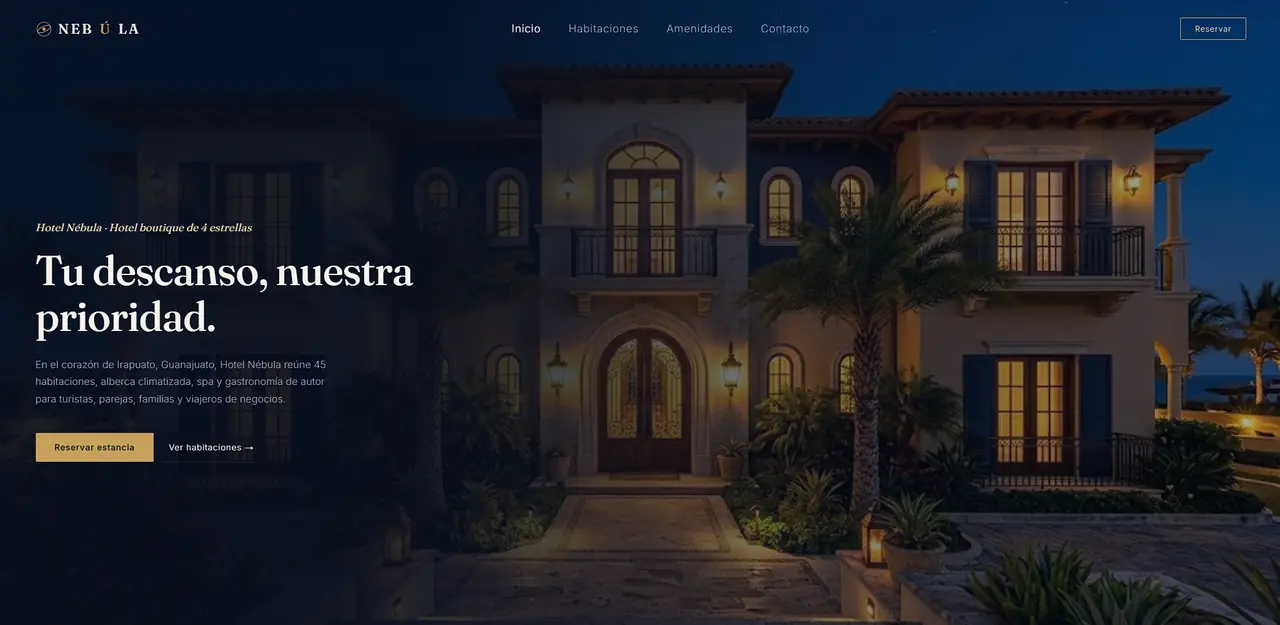 NEB Ú LA
Inicio
Habitaciones
Amenidades
Contacto
Reservar
Hotel Nébula · Hotel boutique de 4 estrellas
Tu descanso, nuestra
prioridad.
En el corazón de Irapuato, Guanajuato, Hotel Nébula reúne 45
habitaciones, alberca climatizada, spa y gastronomía de autor
para turistas, parejas, familias y viajeros de negocios.
Reservar estancia
Ver habitaciones →